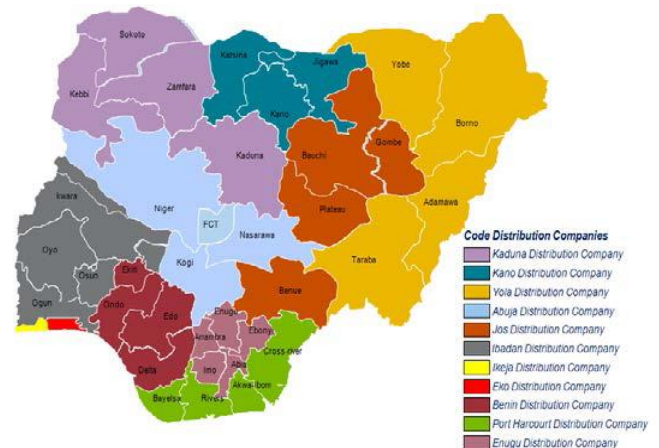 Sokoto
Katsina
Jigawa
Yobe
Kebbi
Zamfara
Kano
Borno
Kaduna
Bauchi
Gombe
kwara
Niger
FCT
Plateau
Adamawa
Nasarawa
Oyo
Kogi
Taraba
Osun
Ekiti
Benue
Ogun
Ondo
Edo
Enugu
Anambra
Ebony
Cross river
Delta
Imo
Abia
Akwa-Ibom
Bayelsa
Rivers
Code Distribution Companies
Kaduna Distribution Company
Kano Distribution Company
Yola Distribution Company
Abuja Distribution Company
Jos Distribution Company
Ibadan Distribution Company
Ikeja Distribution Company
Eko Distribution Company
Benin Distribution Company
Port Harcourt Distribution Company
Enugu Distribution Company